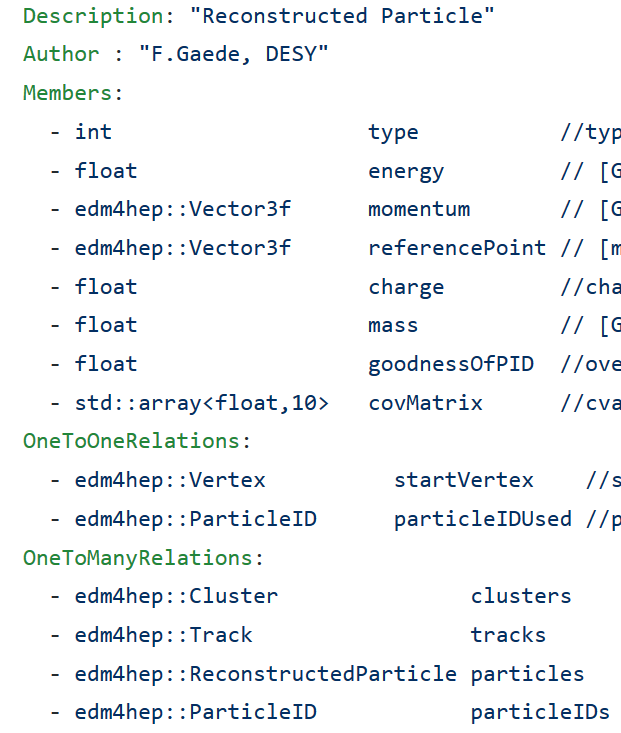 Description: "Reconstructed Particle"
Author : "F.Gaede, DESY"
Members:
- int type //typ
- float energy // [G
- edm4hep::Vector3f momentum // [G
- edm4hep::Vector3f referencePoint // [m
- float charge //cha
- float mass // [G
- float goodnessOfPID //ove
- std::array<float,10> covMatrix //cva
OneToOneRelations:
- edm4hep::Vertex startVertex //s
- edm4hep::ParticleID particleIDUsed //p
OneToManyRelations:
- edm4hep::Cluster clusters
- edm4hep::Track tracks
- edm4hep::ReconstructedParticle particles
- edm4hep::ParticleID particleIDs